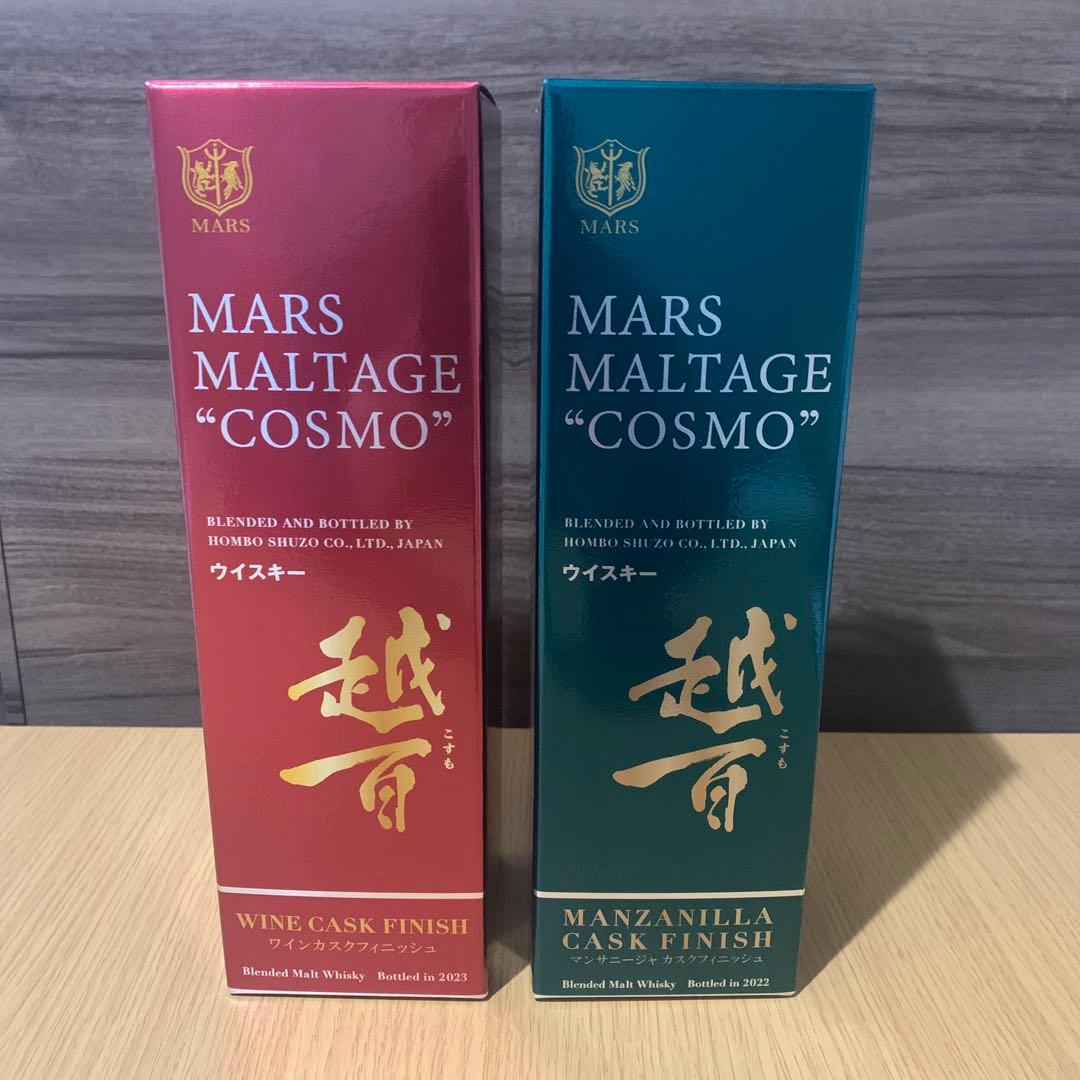 MARS
MARS
MALTAGE
“COSMO”
BLENDED AND BOTTLED BY
HOMBO SHUZO CO., LTD., JAPAN
ウイスキー
越百
こすも
WINE CASK FINISH
ワインカスクフィニッシュ
Blended Malt Whisky Bottled in 2023
MARS
MARS
MALTAGE
“COSMO”
BLENDED AND BOTTLED BY
HOMBO SHUZO CO., LTD., JAPAN
ウイスキー
越百
こすも
MANZANILLA
CASK FINISH
マンサニージャ カスクフィニッシュ
Blended Malt Whisky Bottled in 2022